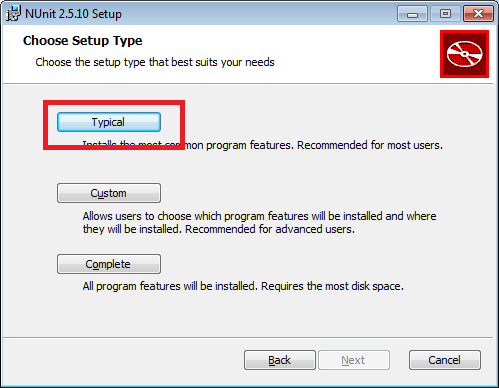 NUnit 2.5.10 Setup
Choose Setup Type
Choose the setup type that best suits your needs
Typical
Installs the most common program features. Recommended for most users.
Custom
Allows users to choose which program features will be installed and where
they will be installed. Recommended for advanced users.
Complete
All program features will be installed. Requires the most disk space.
Back
Next
Cancel